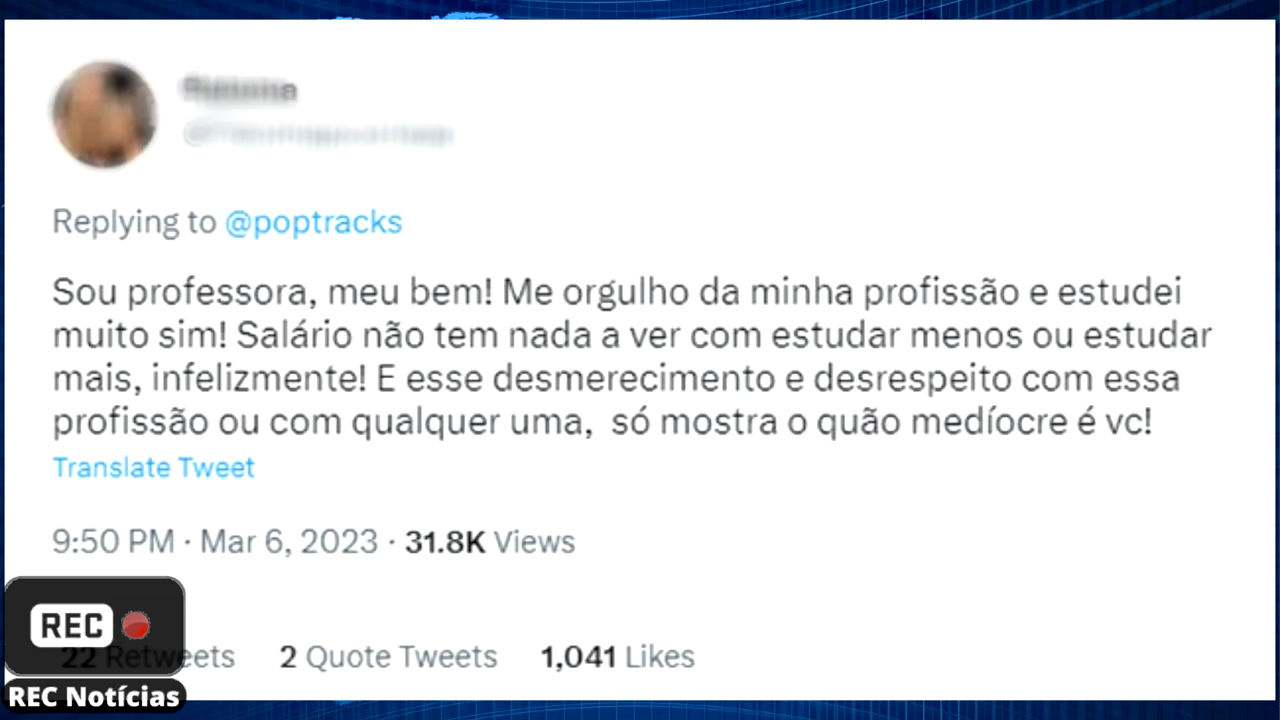 Replying to @poptracks
Sou professora, meu bem! Me orgulho da minha profissão e estudei
muito sim! Salário não tem nada a ver com estudar menos ou estudar
mais, infelizmente! E esse desmerecimento e desrespeito com essa
profissão ou com qualquer uma,  só mostra o quão medíocre é vc!
Translate Tweet
9:50 PM · Mar 6, 2023 · 31.8K Views
22 Retweets 2 Quote Tweets 1,041 Likes
REC
REC Notícias